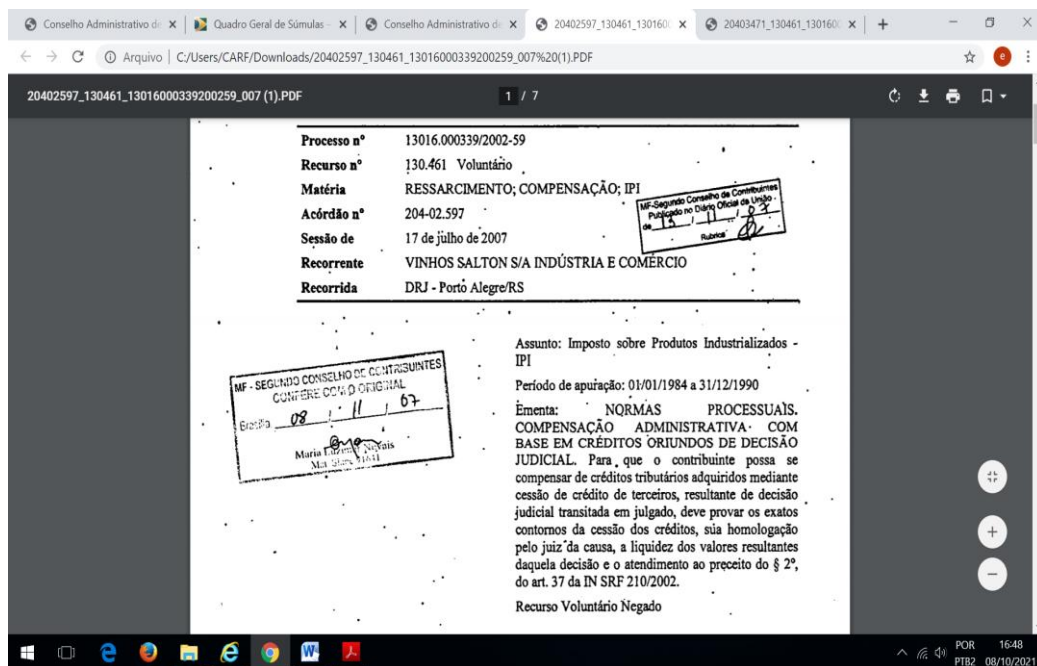 Conselho Administrativo de
Quadro Geral de Súmulas –
Conselho Administrativo de
20402597_130461_130160
20403471_130461_130160
Arquivo | C:/Users/CARF/Downloads/20402597_130461_13016000339200259_007%20(1).PDF
20402597_130461_13016000339200259_007 (1).PDF
1 / 7
Processo nº 13016.000339/2002-59
Recurso nº 130.461 Voluntário
Matéria RESSARCIMENTO; COMPENSAÇÃO; IPI
Acórdão nº 204-02.597
Sessão de 17 de julho de 2007
Recorrente VINHOS SALTON S/A INDÚSTRIA E COMÉRCIO
Recorrida DRJ - Porto Alegre/RS
MF-Segundo Conselho de Contribuintes
Publicado no Diário Oficial da União
de 13 / 11 / 07
Rubrica
MF - SEGUNDO CONSELHO DE CONTRIBUINTES
CONFERE COM O ORIGINAL
Brasília 08 / 11 / 07
Maria Novais
Mat. Siape 91641
Assunto: Imposto sobre Produtos Industrializados -
IPI
Período de apuração: 01/01/1984 a 31/12/1990
Ementa: NORMAS PROCESSUAIS.
COMPENSAÇÃO ADMINISTRATIVA COM
BASE EM CRÉDITOS ORIUNDOS DE DECISÃO
JUDICIAL. Para que o contribuinte possa se
compensar de créditos tributários adquiridos mediante
cessão de crédito de terceiros, resultante de decisão
judicial transitada em julgado, deve provar os exatos
contornos da cessão dos créditos, sua homologação
pelo juiz da causa, a liquidez dos valores resultantes
daquela decisão e o atendimento ao preceito do § 2º,
do art. 37 da IN SRF 210/2002.
Recurso Voluntário Negado
POR
PTB2
16:48
08/10/2021